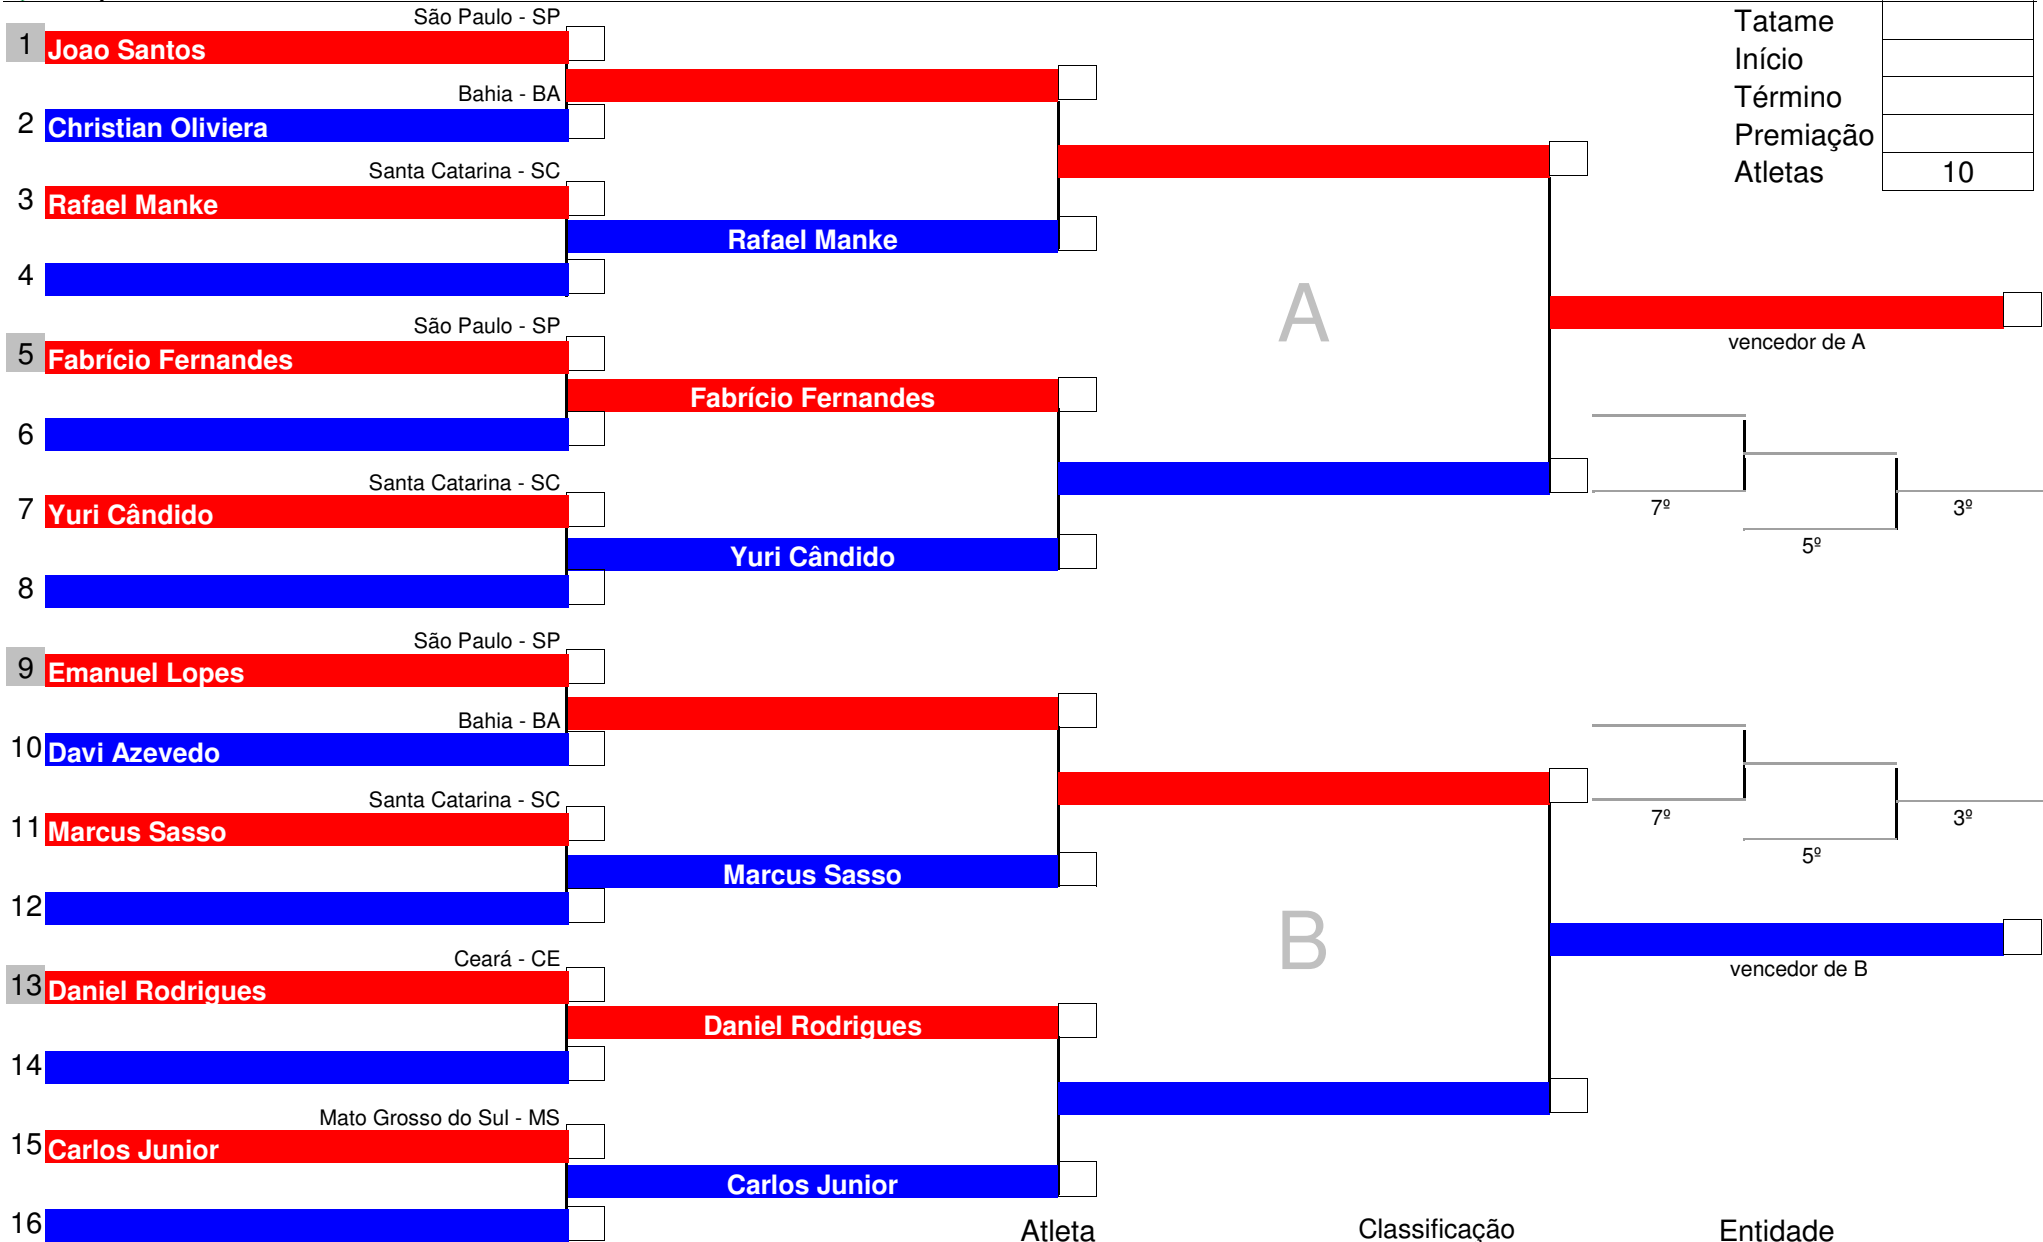 São Paulo - SP
1 Joao Santos
Bahia - BA
2 Christian Oliviera
Santa Catarina - SC
3 Rafael Manke
Rafael Manke
4
São Paulo - SP
5 Fabrício Fernandes
Fabrício Fernandes
6
Santa Catarina - SC
7 Yuri Cândido
Yuri Cândido
8
São Paulo - SP
9 Emanuel Lopes
Bahia - BA
10 Davi Azevedo
Santa Catarina - SC
11 Marcus Sasso
Marcus Sasso
12
Ceará - CE
13 Daniel Rodrigues
Daniel Rodrigues
14
Mato Grosso do Sul - MS
15 Carlos Junior
Carlos Junior
16
A
B
Tatame
Início
Término
Premiação
Atletas 10
vencedor de A
7º
3º
5º
7º
3º
5º
vencedor de B
Atleta Classificação Entidade